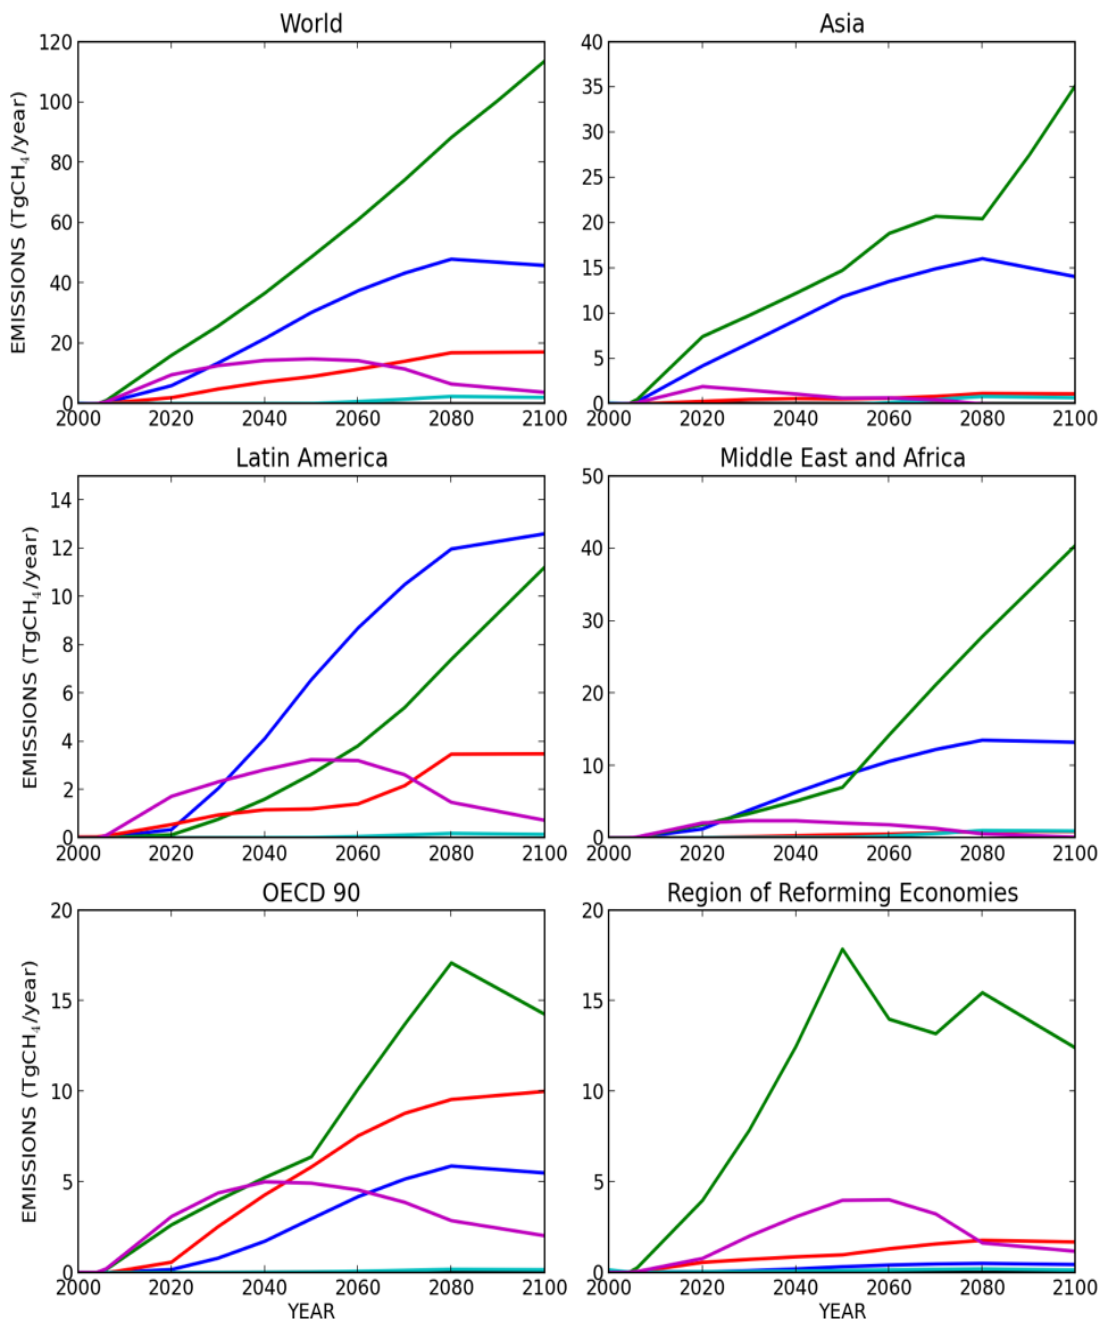 World
Asia
120
100
80
60
40
20
0
EMISSIONS (TgCH₄/year)
2000 2020 2040 2060 2080 2100
40
35
30
25
20
15
10
5
0
2000 2020 2040 2060 2080 2100
Latin America
Middle East and Africa
14
12
10
8
6
4
2
0
EMISSIONS (TgCH₄/year)
2000 2020 2040 2060 2080 2100
50
40
30
20
10
0
2000 2020 2040 2060 2080 2100
OECD 90
Region of Reforming Economies
20
15
10
5
0
EMISSIONS (TgCH₄/year)
2000 2020 2040 2060 2080 2100
YEAR
20
15
10
5
0
2000 2020 2040 2060 2080 2100
YEAR